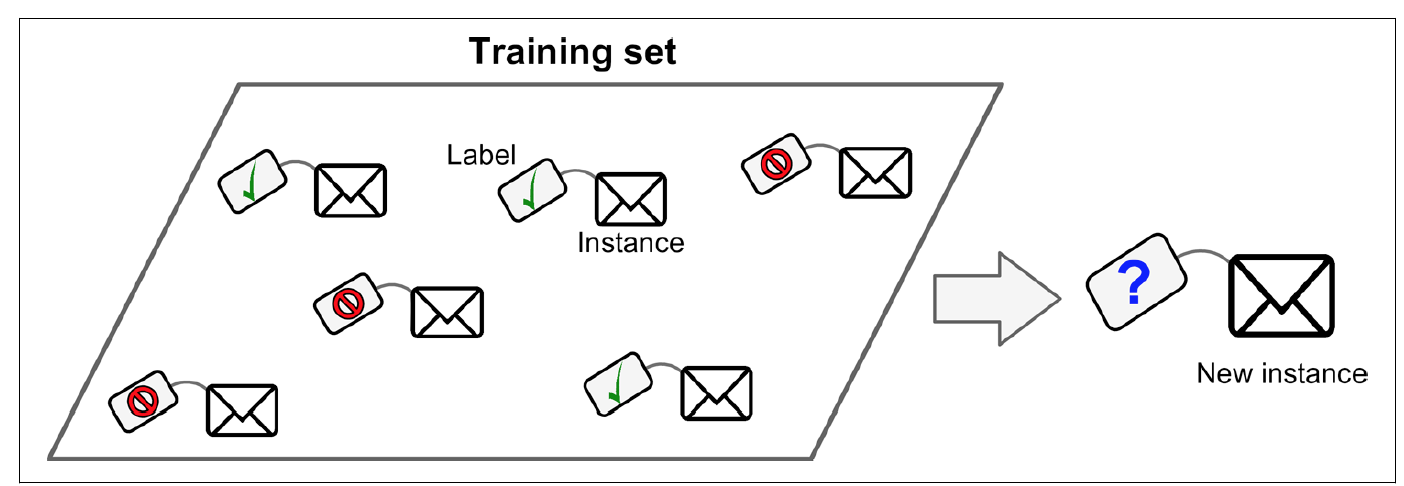 Training set
Label
Instance
?
New instance